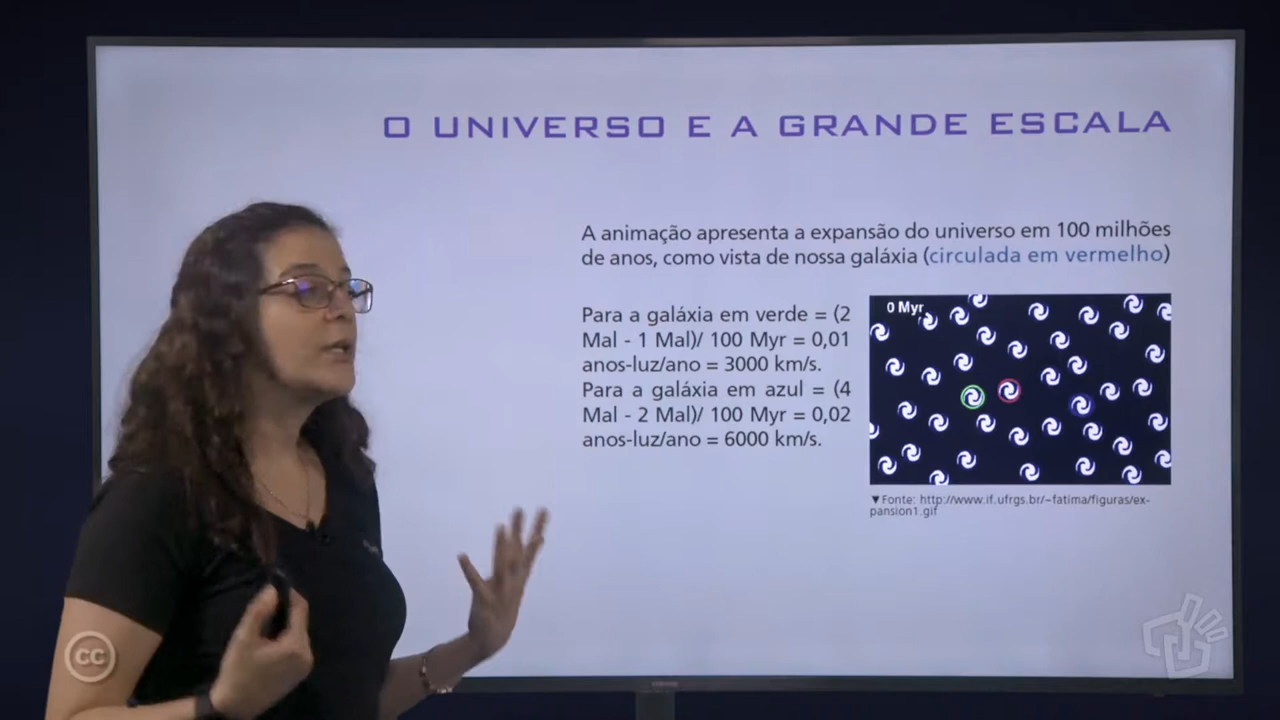 O UNIVERSO E A GRANDE ESCALA
A animação apresenta a expansão do universo em 100 milhões
de anos, como vista de nossa galáxia (circulada em vermelho)
Para a galáxia em verde = (2
Mal - 1 Mal)/ 100 Myr = 0,01
anos-luz/ano = 3000 km/s.
Para a galáxia em azul = (4
Mal - 2 Mal)/ 100 Myr = 0,02
anos-luz/ano = 6000 km/s.
0 Myr
▼Fonte: http://www.if.ufrgs.br/~fatima/figuras/ex-
pansion1.gif
cc